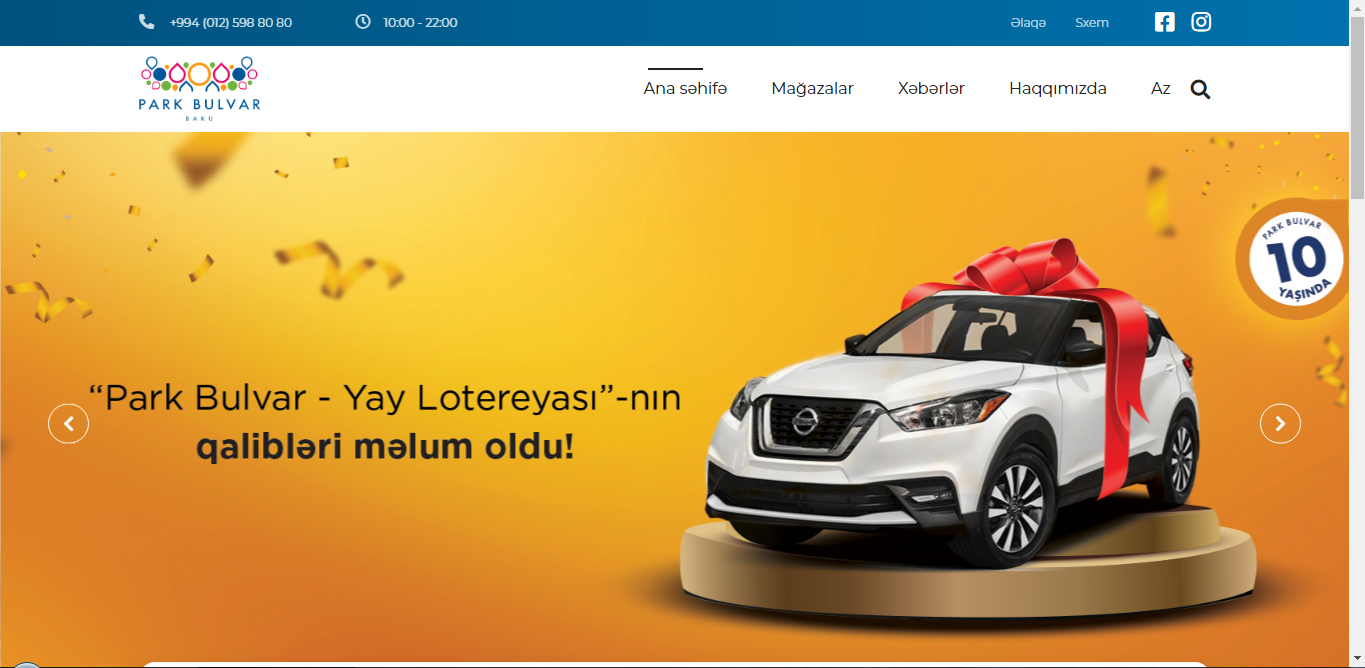 +994 (012) 598 80 80
10:00 - 22:00
Əlaqə
Sxem
PARK BULVAR
BAKU
Ana səhifə
Mağazalar
Xəbərlər
Haqqımızda
Az
PARK BULVAR
10
YAŞINDA
“Park Bulvar - Yay Lotereyası”-nın
qalibləri məlum oldu!